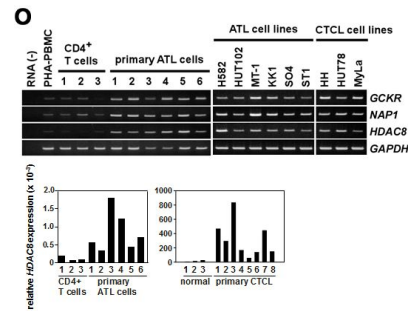 O
ATL cell lines
CTCL cell lines
CD4+
T cells
primary ATL cells
RNA (-)
PHA-PBMC
1 2 3
1 2 3 4 5 6
H582
HUT102
MT-1
KK1
SO4
ST1
HH
HUT78
MyLa
GCKR
NAP1
HDAC8
GAPDH
relative HDAC8 expression (x 10-3)
2.0
1.5
1.0
0.5
0
1 2 3 1 2 3 4 5 6
CD4+
T cells
primary
ATL cells
1000
800
600
400
200
0
1 2 3 1 2 3 4 5 6 7 8
normal primary CTCL